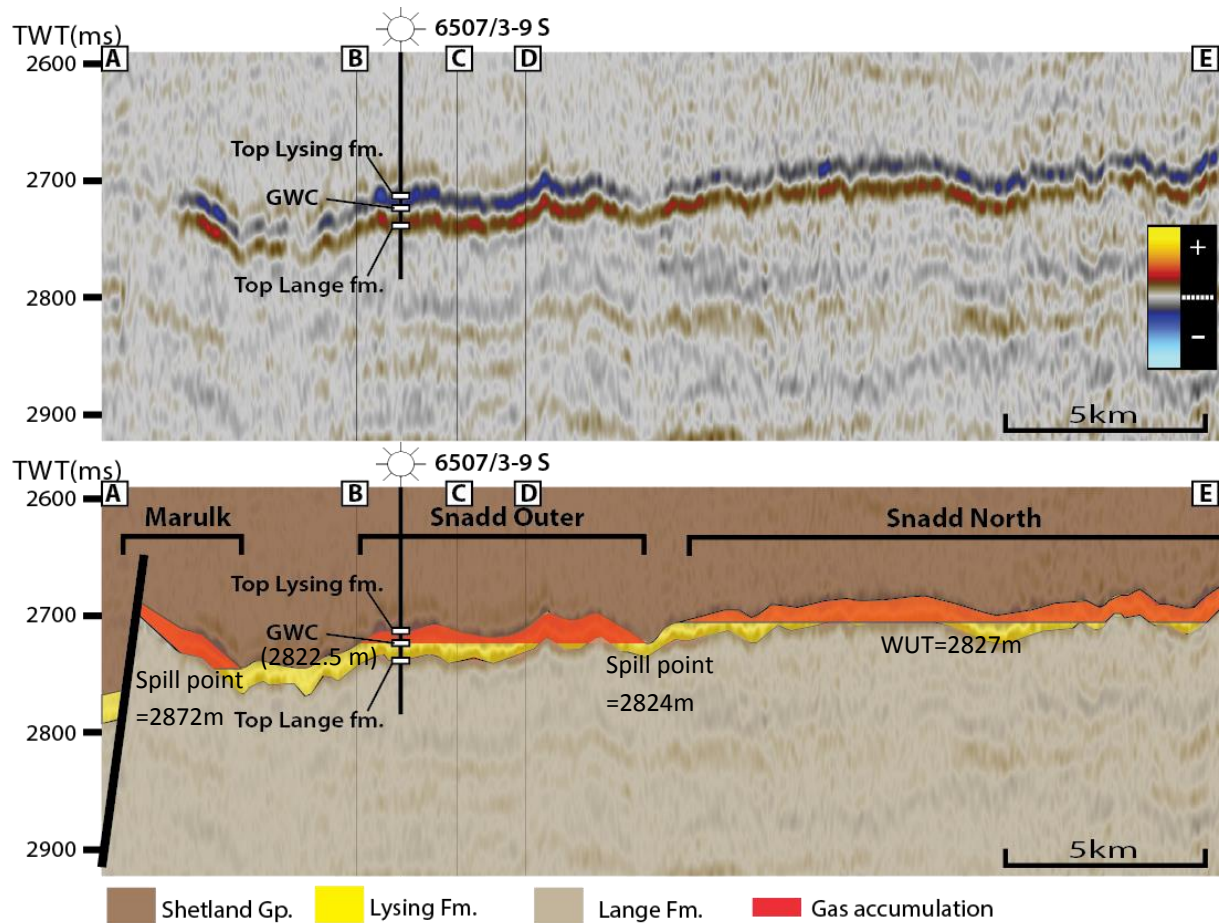 6507/3-9 S
TWT(ms)
A
B
C
D
E
2600
Top Lysing fm.
2700
GWC
Top Lange fm.
2800
2900
+
-
5km
TWT(ms)
6507/3-9 S
2600
A
B
C
D
E
Marulk
Snadd Outer
Snadd North
Top Lysing fm.
2700
GWC
(2822.5 m)
WUT=2827m
Spill point
=2872m
Spill point
=2824m
Top Lange fm.
2800
2900
5km
Shetland Gp.
Lysing Fm.
Lange Fm.
Gas accumulation